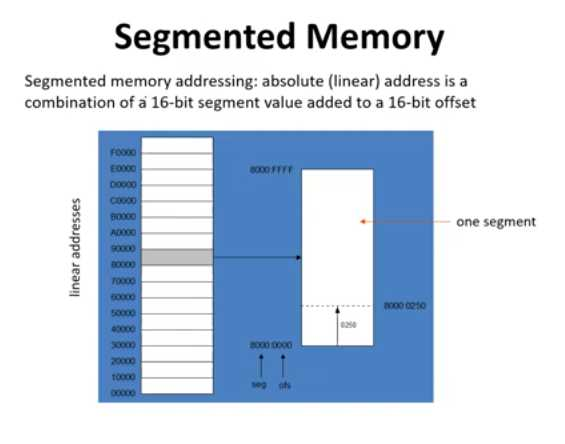 Segmented Memory
Segmented memory addressing: absolute (linear) address is a
combination of a 16-bit segment value added to a 16-bit offset
linear addresses
F0000
E0000
D0000
C0000
B0000
A0000
90000
80000
70000
60000
50000
40000
30000
20000
10000
00000
8000:FFFF
one segment
8000:0250
0250
8000:0000
seg ofs